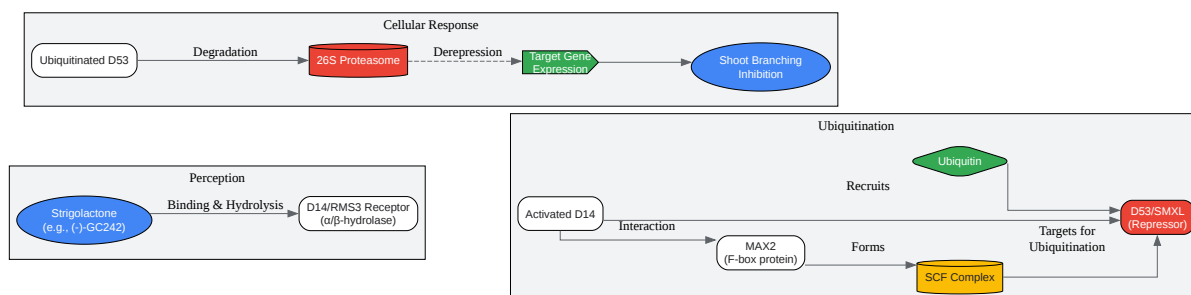 Cellular Response
Ubiquitinated D53
Degradation
26S Proteasome
Derepression
Target Gene
Expression
Shoot Branching
Inhibition
Perception
Strigolactone
(e.g., (-)-GC242)
Binding & Hydrolysis
D14/RMS3 Receptor
(α/β-hydrolase)
Ubiquitination
Ubiquitin
Recruits
Activated D14
Interaction
D53/SMXL
(Repressor)
MAX2
(F-box protein)
Forms
Targets for
Ubiquitination
SCF Complex